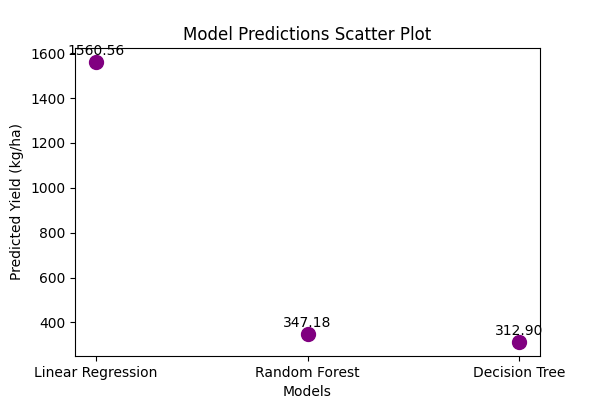 Model Predictions Scatter Plot
1560.56
1600
1400
1200
1000
800
600
400
Predicted Yield (kg/ha)
347.18
312.90
Linear Regression
Random Forest
Decision Tree
Models